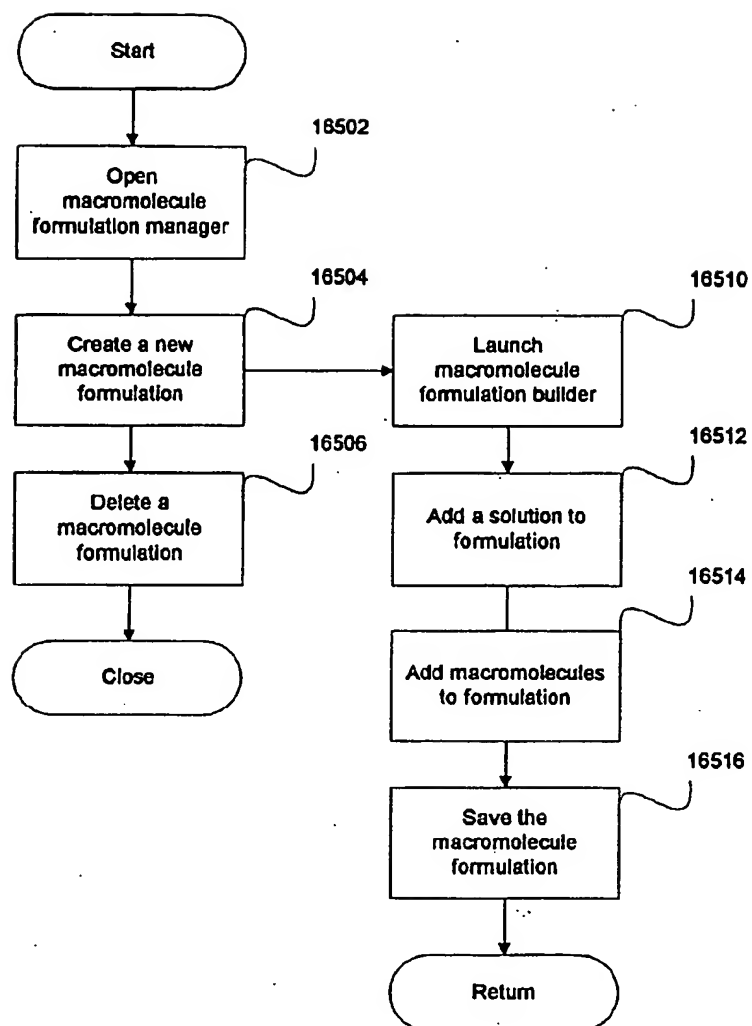 Start
16502
Open
macromolecule
formulation manager
16504
Create a new
macromolecule
formulation
16506
Delete a
macromolecule
formulation
Close
16510
Launch
macromolecule
formulation builder
16512
Add a solution to
formulation
16514
Add macromolecules
to formulation
16516
Save the
macromolecule
formulation
Return